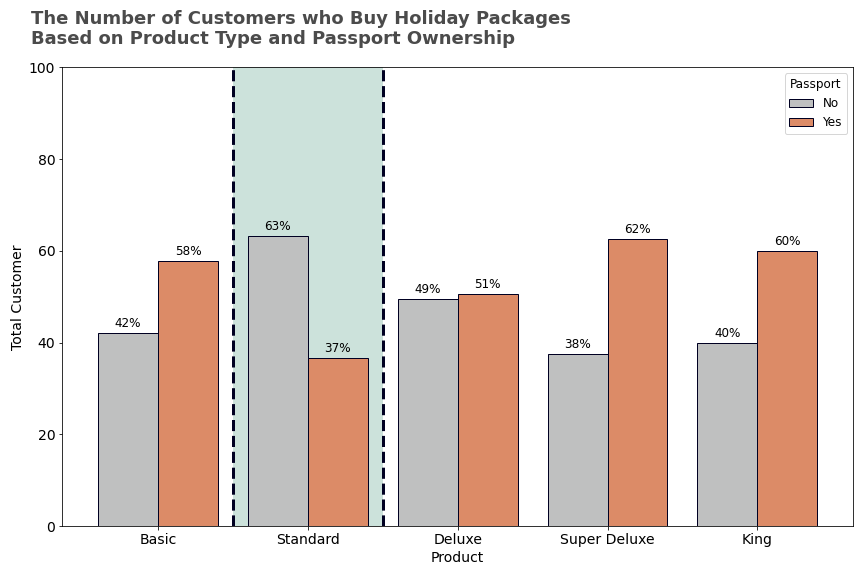 The Number of Customers who Buy Holiday Packages
Based on Product Type and Passport Ownership
100
80
60
40
20
0
Total Customer
Passport
No
Yes
42%
58%
63%
37%
49%
51%
38%
62%
40%
60%
Basic
Standard
Deluxe
Super Deluxe
King
Product